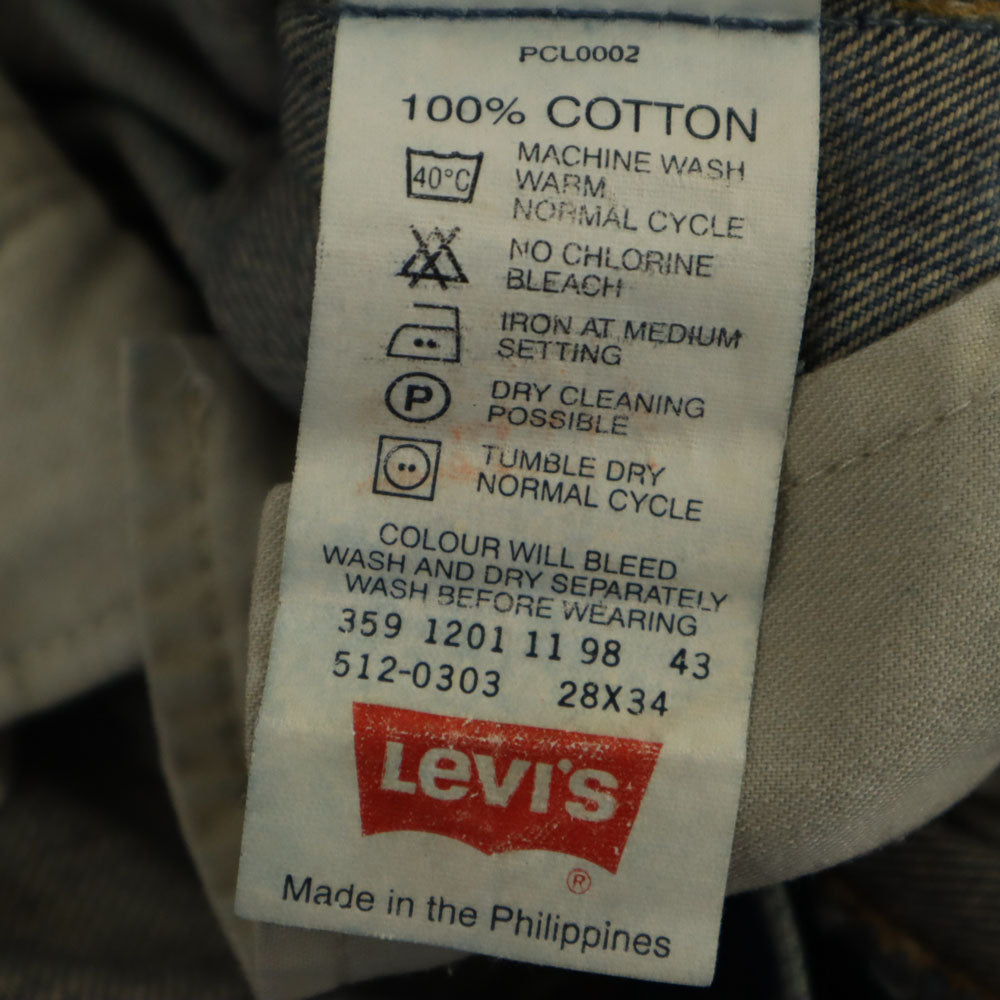 PCL0002
100% COTTON
40°C
MACHINE WASH
WARM
NORMAL CYCLE
NO CHLORINE
BLEACH
IRON AT MEDIUM
SETTING
P
DRY CLEANING
POSSIBLE
TUMBLE DRY
NORMAL CYCLE
COLOUR WILL BLEED
WASH AND DRY SEPARATELY
WASH BEFORE WEARING
359 1201 11 98 43
512-0303 28X34
LEVI'S
®
Made in the Philippines